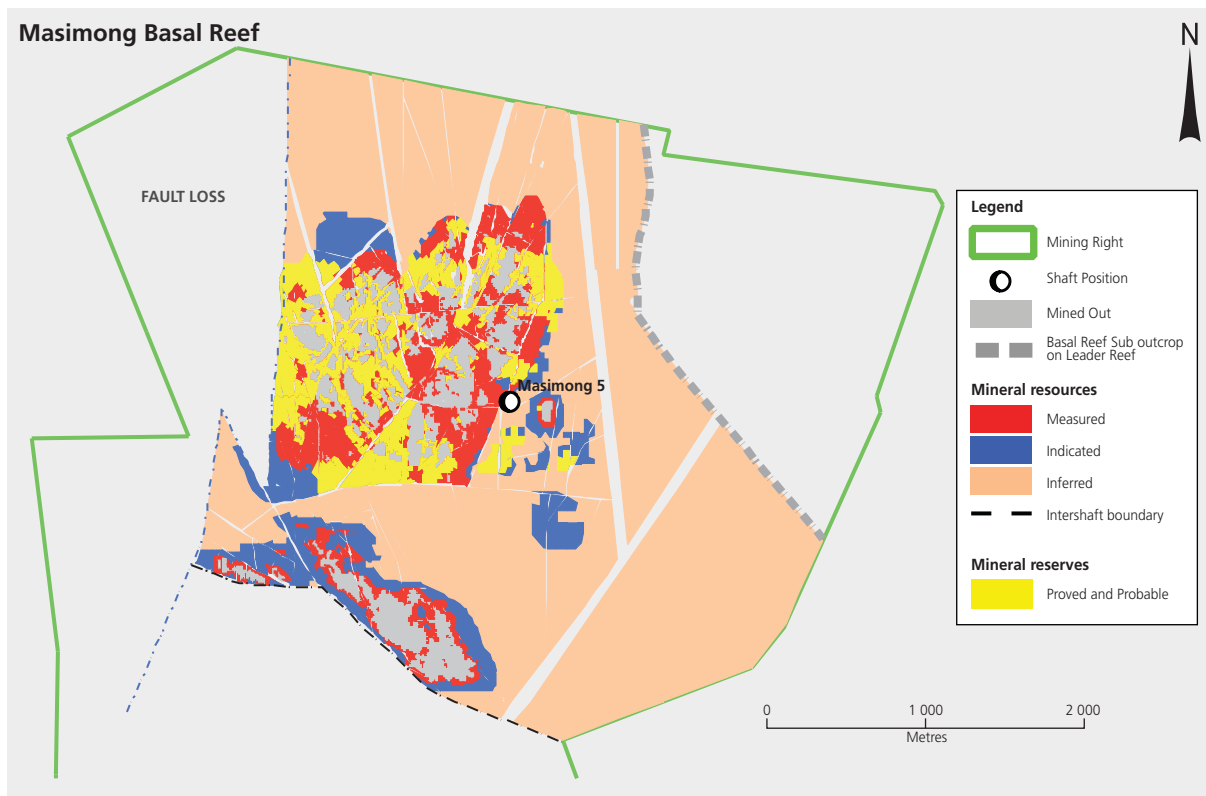 Masimong Basal Reef
N
FAULT LOSS
Masimong 5
Legend
Mining Right
Shaft Position
Mined Out
Basal Reef Sub outcrop
on Leader Reef
Mineral resources
Measured
Indicated
Inferred
Intershaft boundary
Mineral reserves
Proved and Probable
0 1 000 2 000
Metres